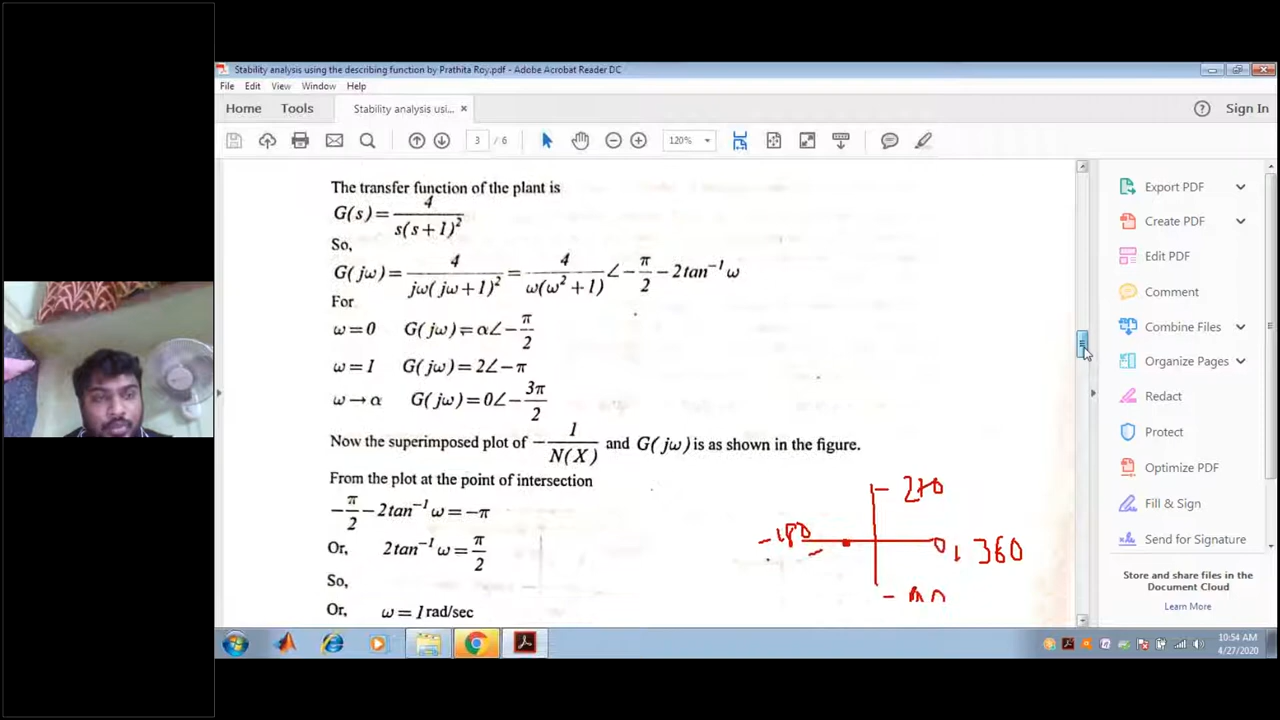 Stability analysis using the describing function by Prathita Roy.pdf - Adobe Acrobat Reader DC
File Edit View Window Help
Home Tools Stability analysis usi... × Sign In
3 / 6 120%
The transfer function of the plant is
G(s)= 4/s(s+1)²
So,
G(jω)= 4/jω(jω+1)² = 4/ω(ω²+1) ∠−π/2−2tan⁻¹ω
For
ω=0 G(jω)=α∠−π/2
ω=1 G(jω)=2∠−π
ω→α G(jω)=0∠−3π/2
Now the superimposed plot of −1/N(X) and G(jω) is as shown in the figure.
From the plot at the point of intersection
−π/2−2tan⁻¹ω=−π
Or, 2tan⁻¹ω=π/2
So,
Or, ω=1rad/sec
- 270
-180
0, 360
Export PDF
Create PDF
Edit PDF
Comment
Combine Files
Organize Pages
Redact
Protect
Optimize PDF
Fill & Sign
Send for Signature
Store and share files in the
Document Cloud
Learn More
10:54 AM
4/27/2020